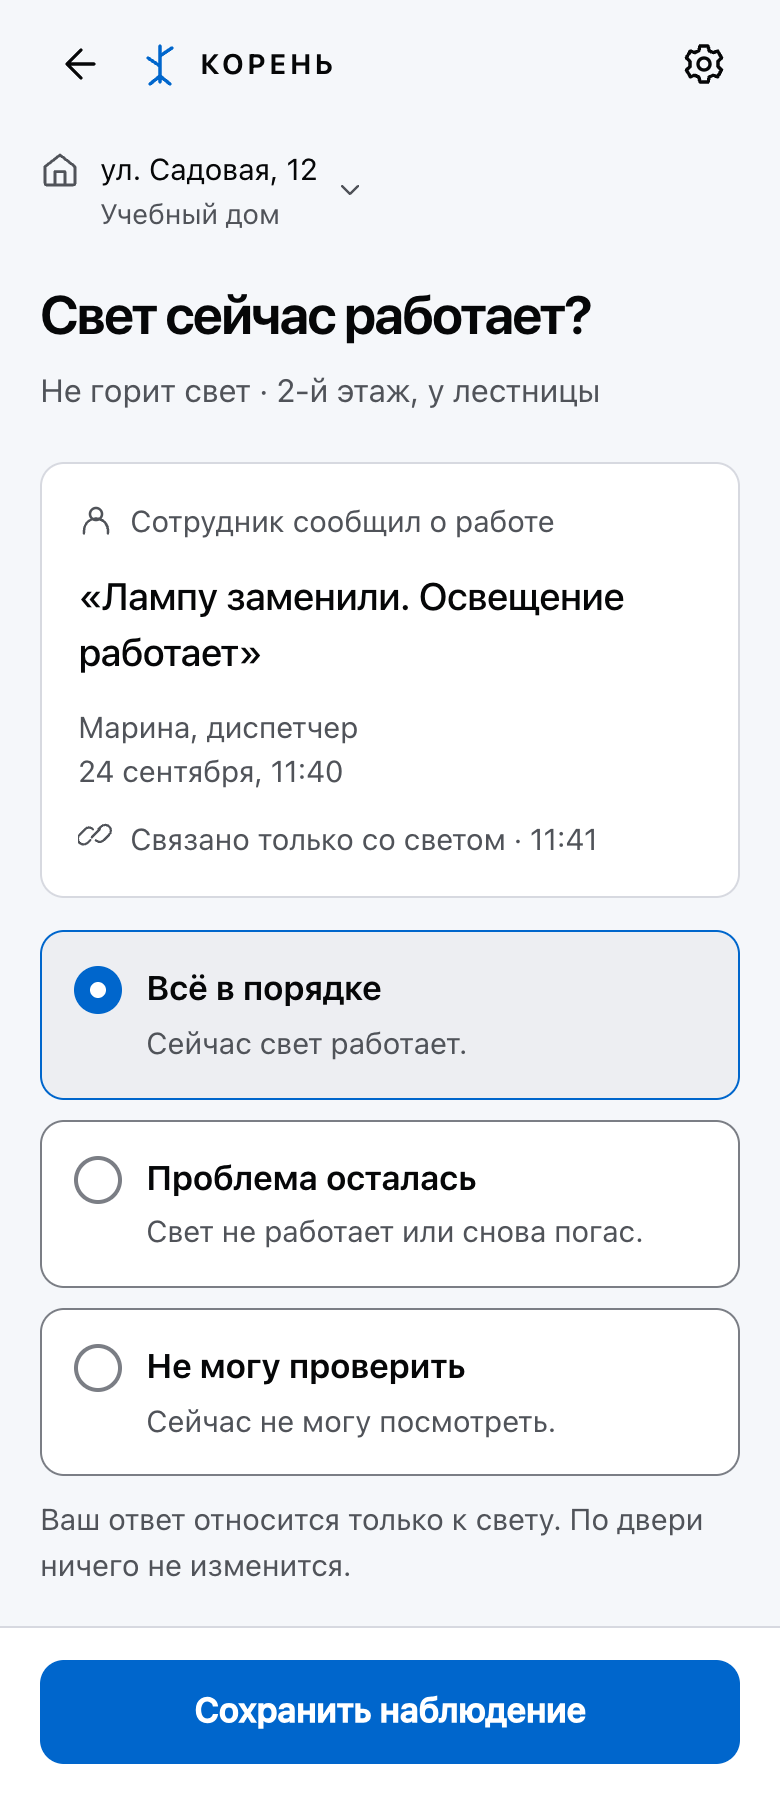 КОРЕНЬ
ул. Садовая, 12
Учебный дом
Свет сейчас работает?
Не горит свет · 2-й этаж, у лестницы
Сотрудник сообщил о работе
«Лампу заменили. Освещение
работает»
Марина, диспетчер
24 сентября, 11:40
Связано только со светом · 11:41
Всё в порядке
Сейчас свет работает.
Проблема осталась
Свет не работает или снова погас.
Не могу проверить
Сейчас не могу посмотреть.
Ваш ответ относится только к свету. По двери
ничего не изменится.
Сохранить наблюдение